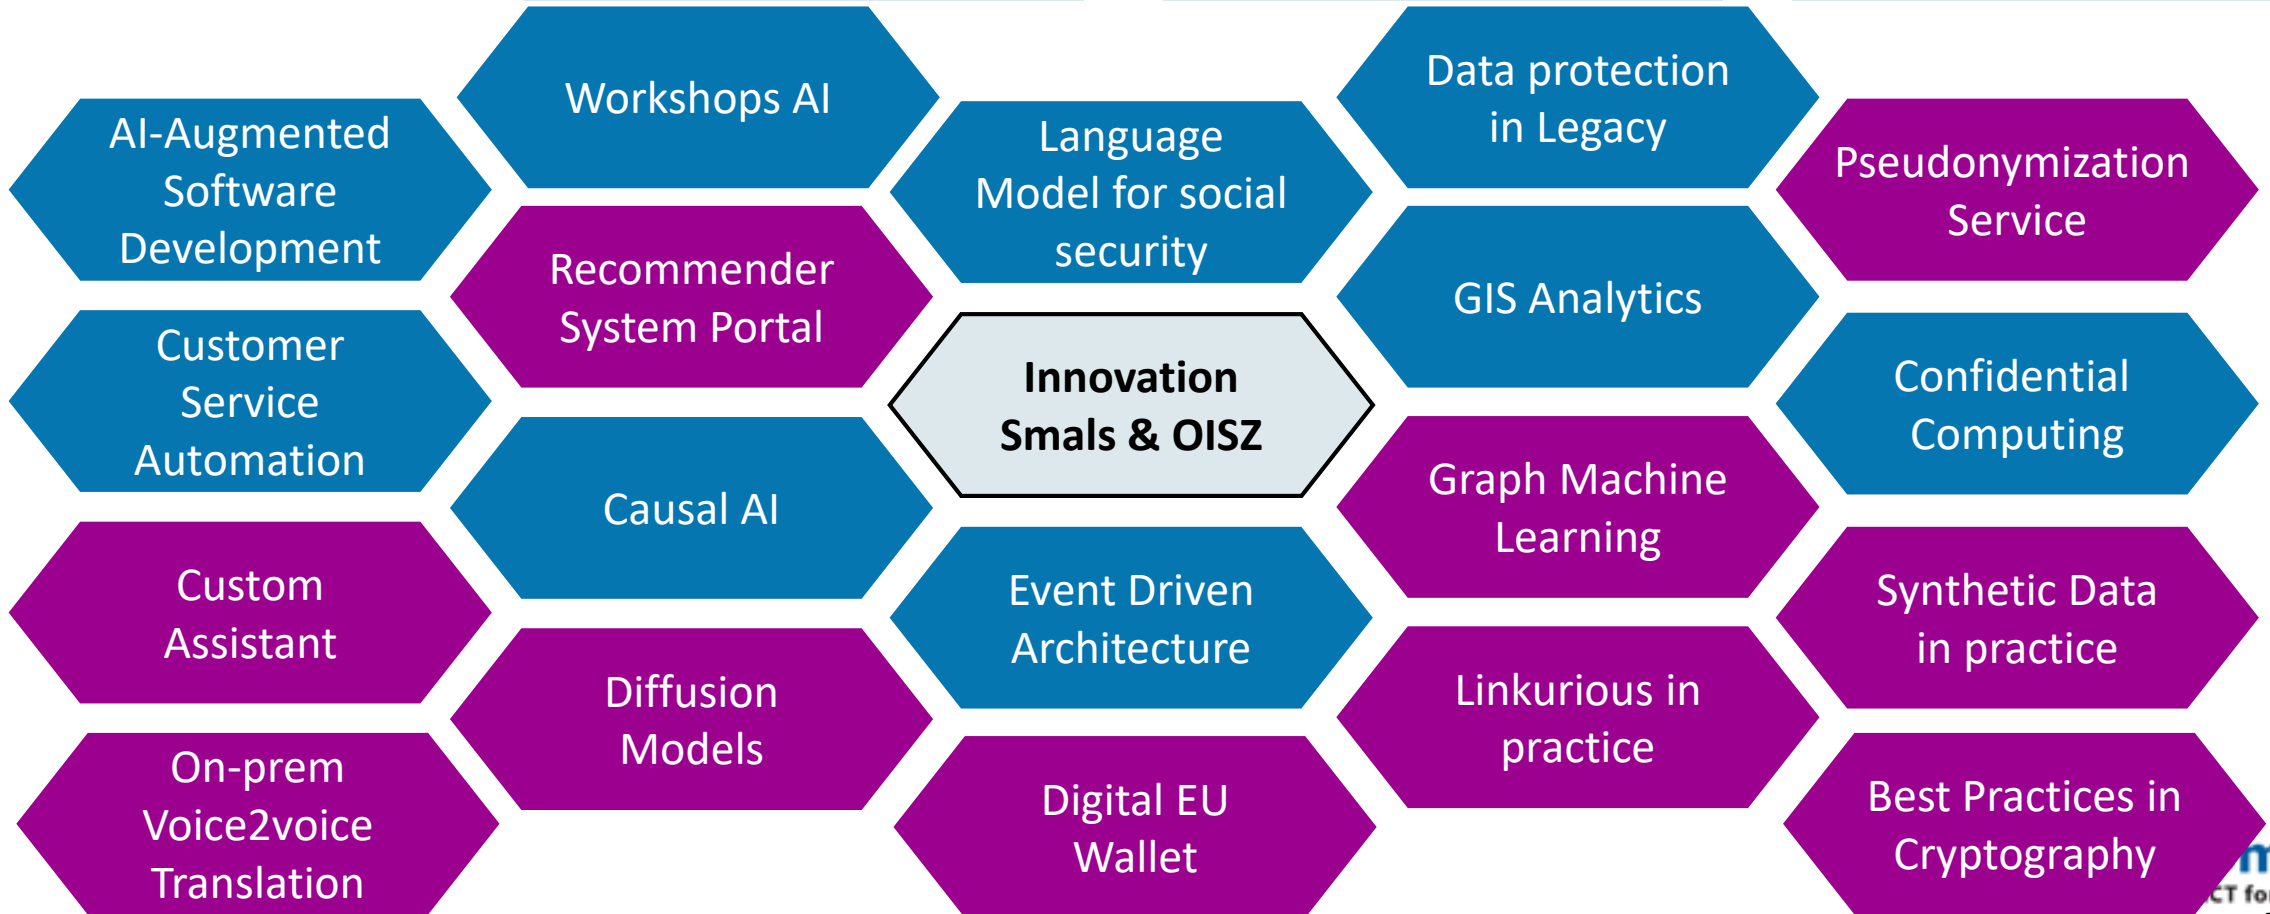 AI-Augmented
Software
Development
Customer
Service
Automation
Custom
Assistant
On-prem
Voice2voice
Translation
Workshops AI
Recommender
System Portal
Causal AI
Diffusion
Models
Language
Model for social
security
Innovation
Smals & OISZ
Event Driven
Architecture
Digital EU
Wallet
Data protection
in Legacy
GIS Analytics
Graph Machine
Learning
Linkurious in
practice
Pseudonymization
Service
Confidential
Computing
Synthetic Data
in practice
Best Practices in
Cryptography